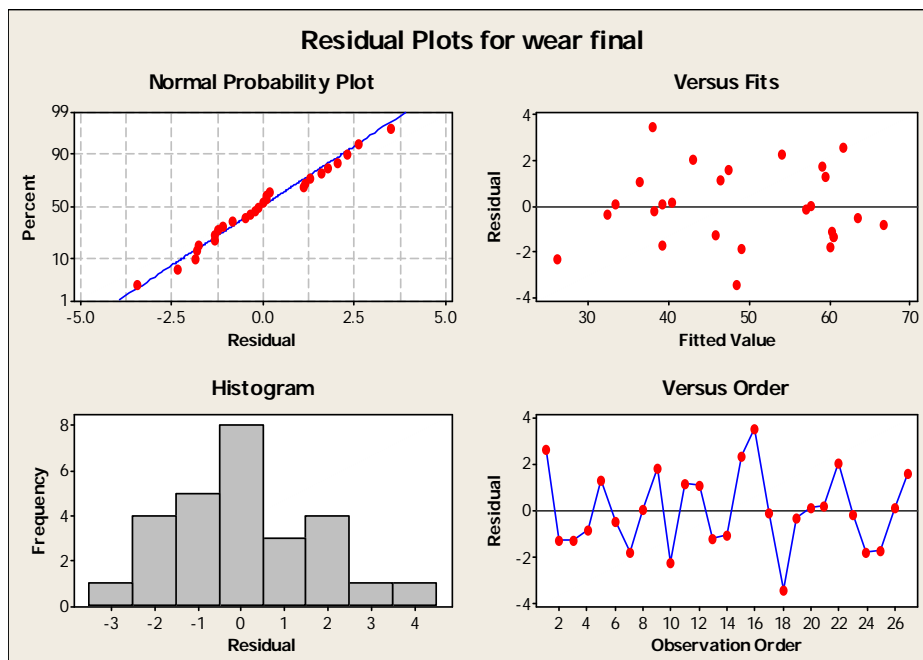 Residual Plots for wear final
Normal Probability Plot
Percent
99
90
50
10
1
-5.0 -2.5 0.0 2.5 5.0
Residual
Versus Fits
Residual
4
2
0
-2
-4
30 40 50 60 70
Fitted Value
Histogram
Frequency
8
6
4
2
0
-3 -2 -1 0 1 2 3 4
Residual
Versus Order
Residual
4
2
0
-2
-4
2 4 6 8 10 12 14 16 18 20 22 24 26
Observation Order